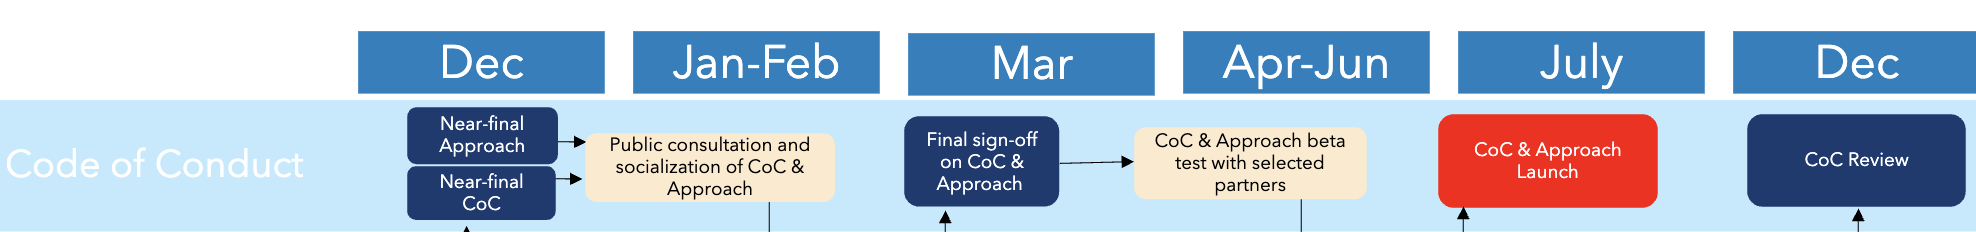 Dec
Jan-Feb
Mar
Apr-Jun
July
Dec
Code of Conduct
Near-final
Approach
Near-final
CoC
Public consultation and
socialization of CoC &
Approach
Final sign-off
on CoC &
Approach
CoC & Approach beta
test with selected
partners
CoC & Approach
Launch
CoC Review